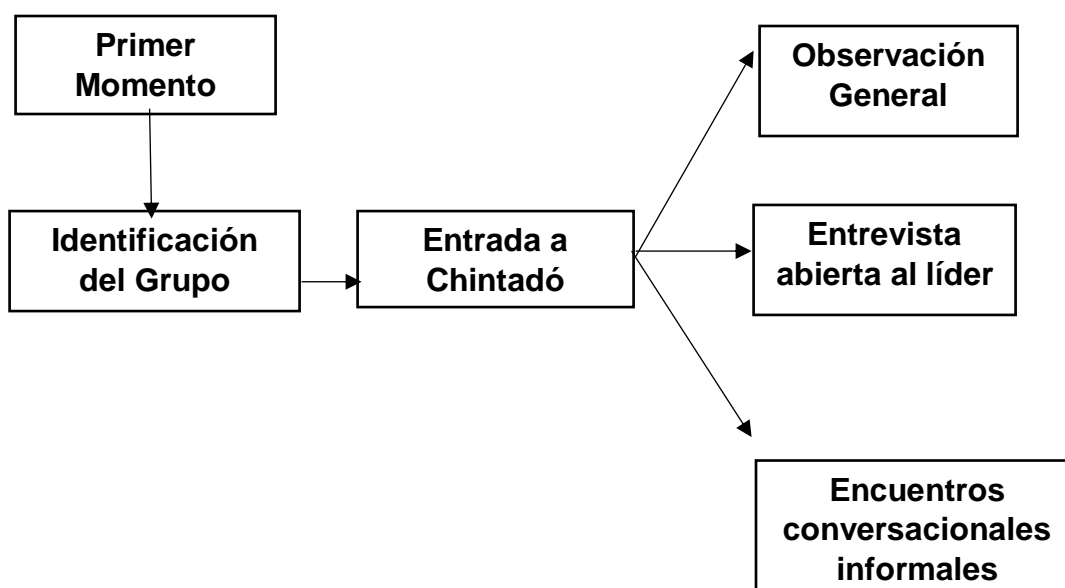 Primer
Momento
Identificación
del Grupo
Entrada a
Chintadó
Observación
General
Entrevista
abierta al líder
Encuentros
conversacionales
informales